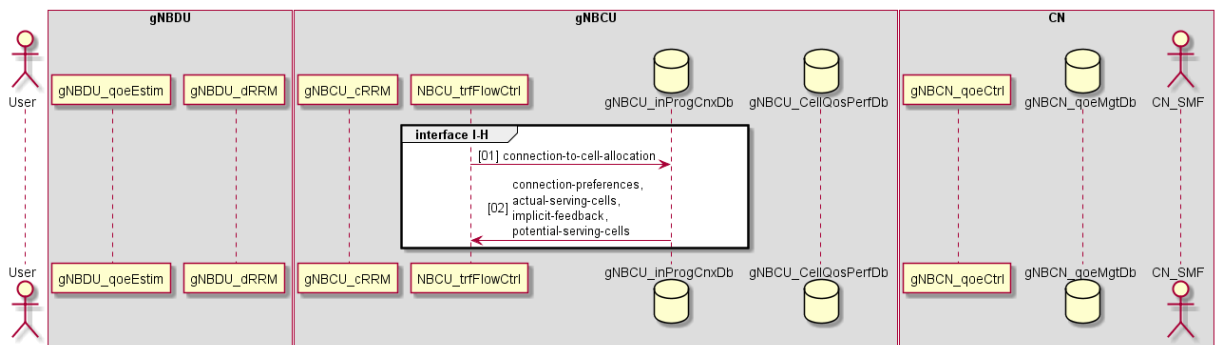 gNBDU
gNBCU
CN
User
gNBDU_qoeEstim
gNBDU_dRRM
gNBCU_cRRM
NBCU_trfFlowCtrl
gNBCU_inProgCnxDb
gNBCU_CellQosPerfDb
gNBCN_qoeCtrl
gNBCN_qoeMgtDb
CN_SMF
interface I-H
[01] connection-to-cell-allocation
connection-preferences,
actual-serving-cells,
[02]
implicit-feedback,
potential-serving-cells
User
gNBDU_qoeEstim
gNBDU_dRRM
gNBCU_cRRM
NBCU_trfFlowCtrl
gNBCU_inProgCnxDb
gNBCU_CellQosPerfDb
gNBCN_qoeCtrl
gNBCN_qoeMgtDb
CN_SMF